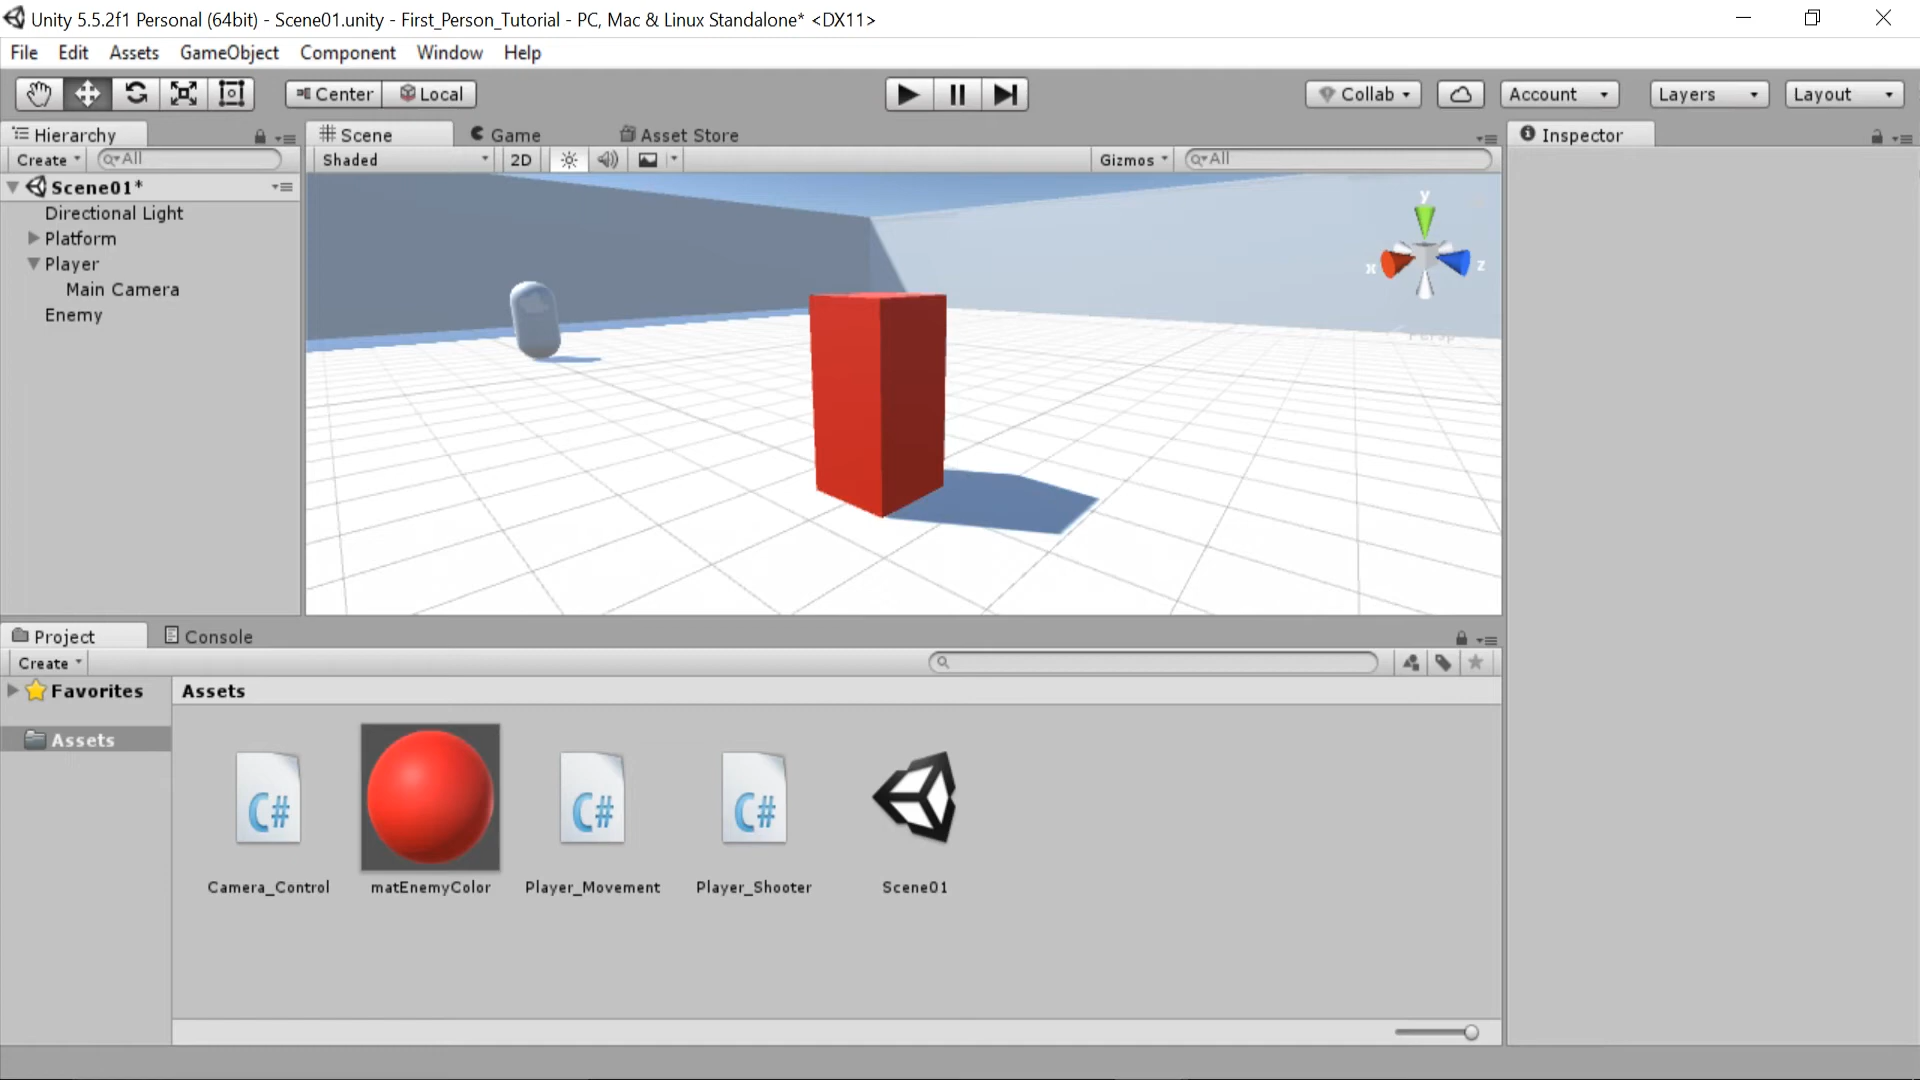 Unity 5.5.2f1 Personal (64bit) - Scene01.unity - First_Person_Tutorial - PC, Mac & Linux Standalone* <DX11>
File Edit Assets GameObject Component Window Help
Center Local Collab Account Layers Layout
Hierarchy
Create All
Scene01*
Directional Light
Platform
Player
Main Camera
Enemy
Scene Game Asset Store
Shaded 2D Gizmos All
y
x z
Persp
Inspector
Project Console
Create
Favorites
Assets
Assets
C# C# C#
Camera_Control matEnemyColor Player_Movement Player_Shooter Scene01